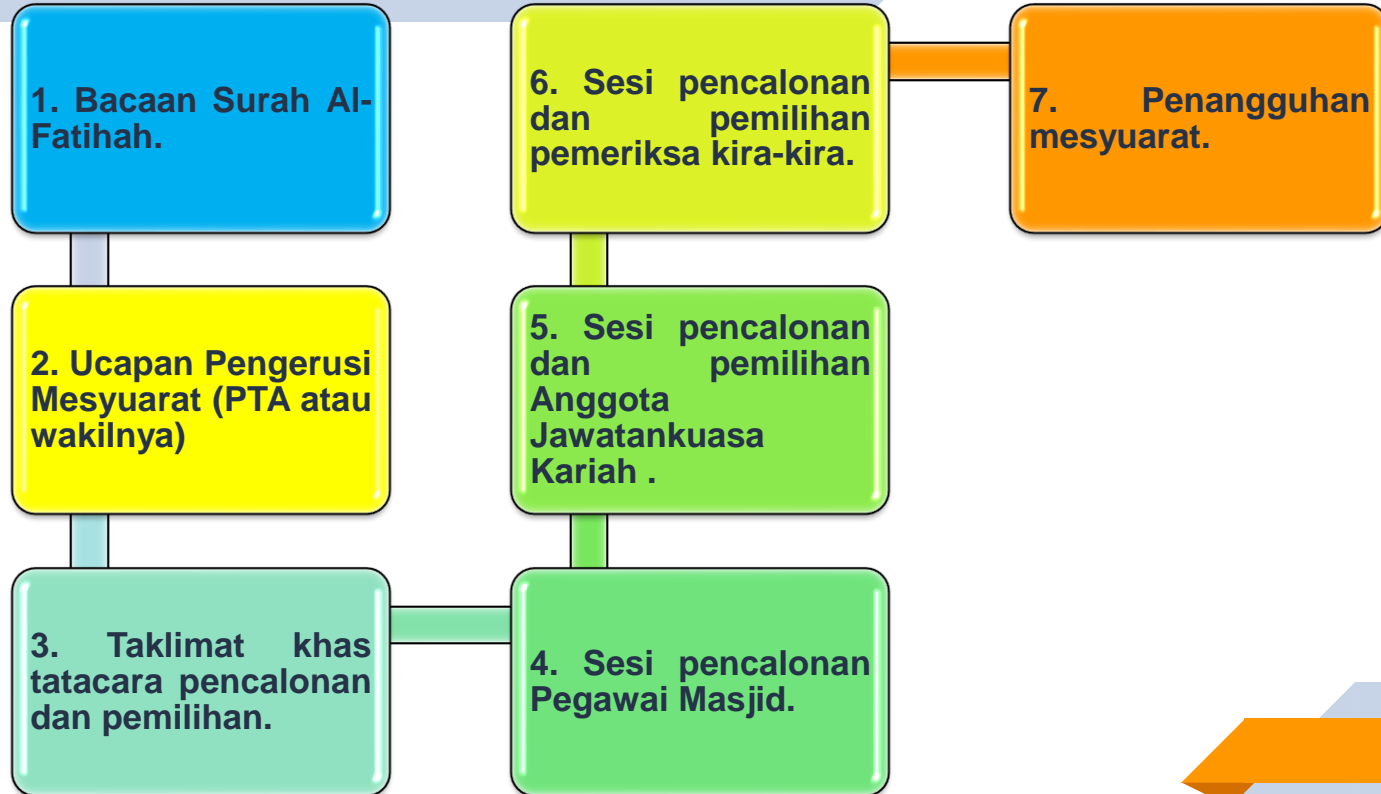 1. Bacaan Surah Al-
Fatihah.
2. Ucapan Pengerusi
Mesyuarat (PTA atau
wakilnya)
3. Taklimat khas
tatacara pencalonan
dan pemilihan.
4. Sesi pencalonan
Pegawai Masjid.
5. Sesi pencalonan
dan pemilihan
Anggota
Jawatankuasa
Kariah .
6. Sesi pencalonan
dan pemilihan
pemeriksa kira-kira.
7. Penangguhan
mesyuarat.